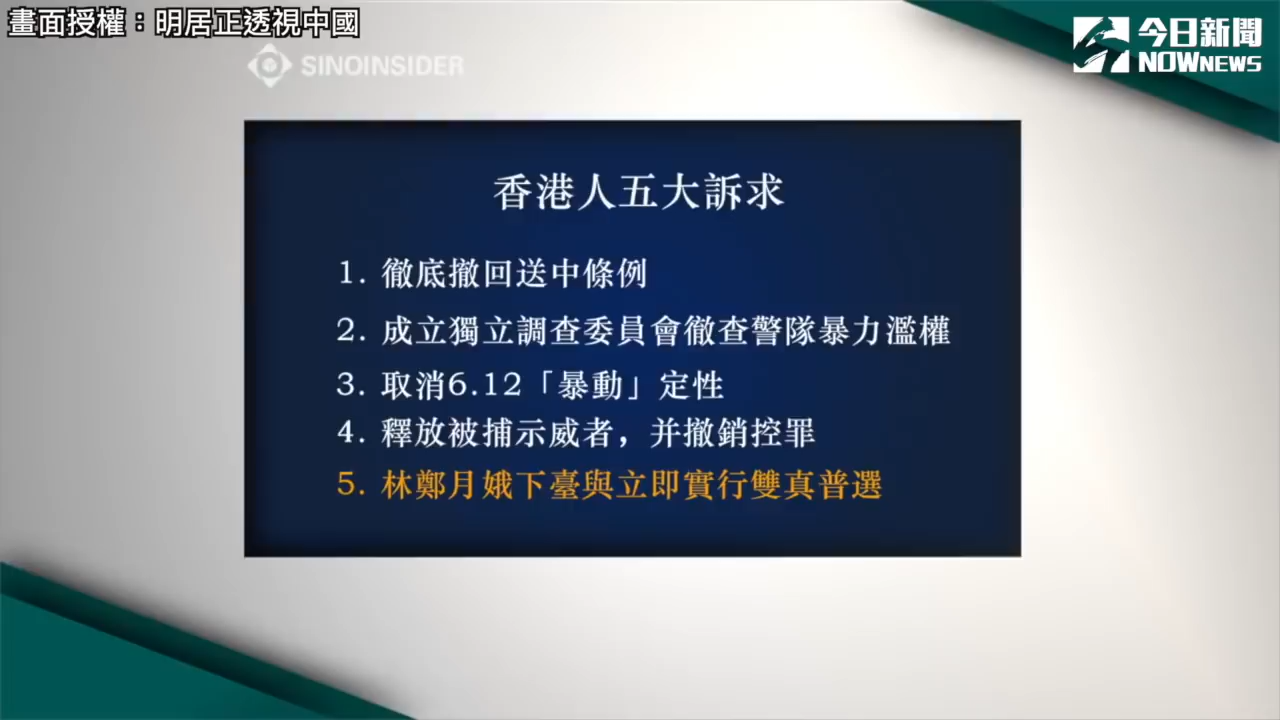 畫面授權：明居正透視中國
SINOINSIDER
今日新聞
NOWNEWS
香港人五大訴求
1. 徹底撤回送中條例
2. 成立獨立調查委員會徹查警隊暴力濫權
3. 取消6.12「暴動」定性
4. 釋放被捕示威者，并撤銷控罪
5. 林鄭月娥下臺與立即實行雙真普選